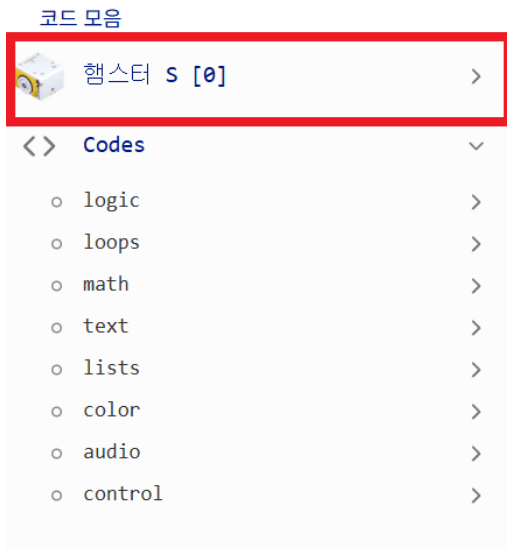 코드 모음
햄스터 S [0]
Codes
logic
loops
math
text
lists
color
audio
control